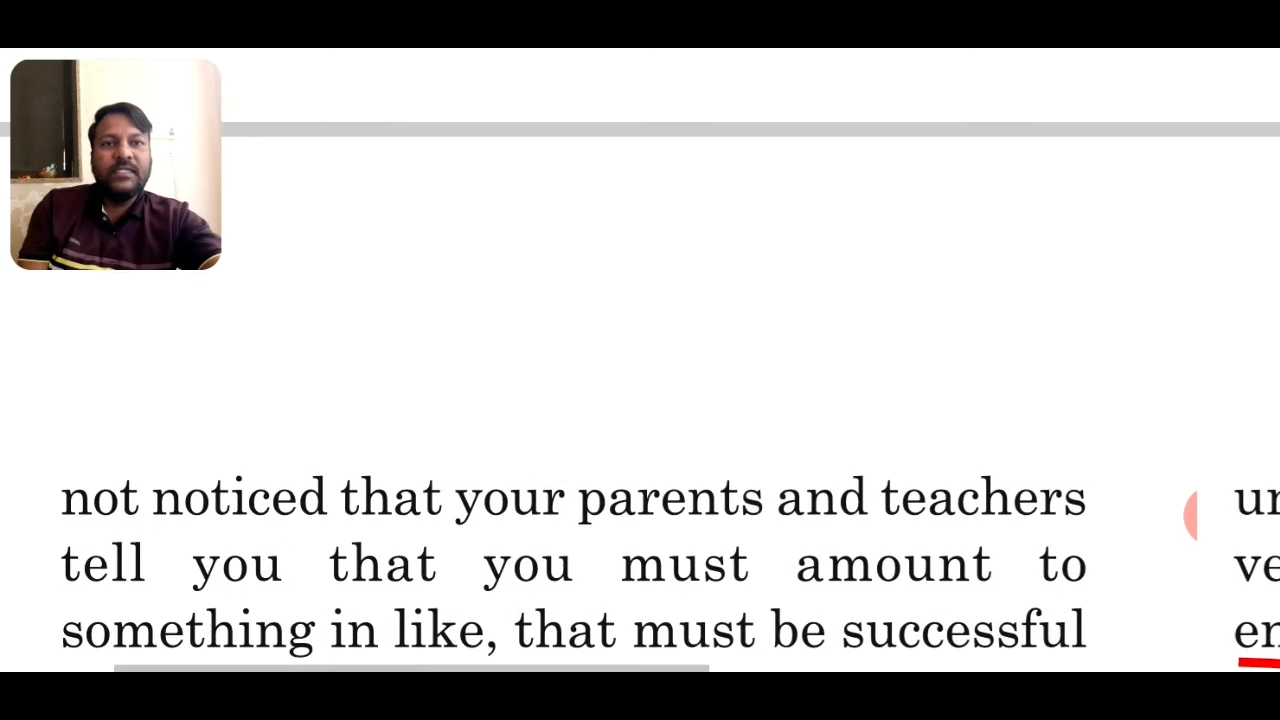 not noticed that your parents and teachers
tell you that you must amount to
something in like, that must be successful